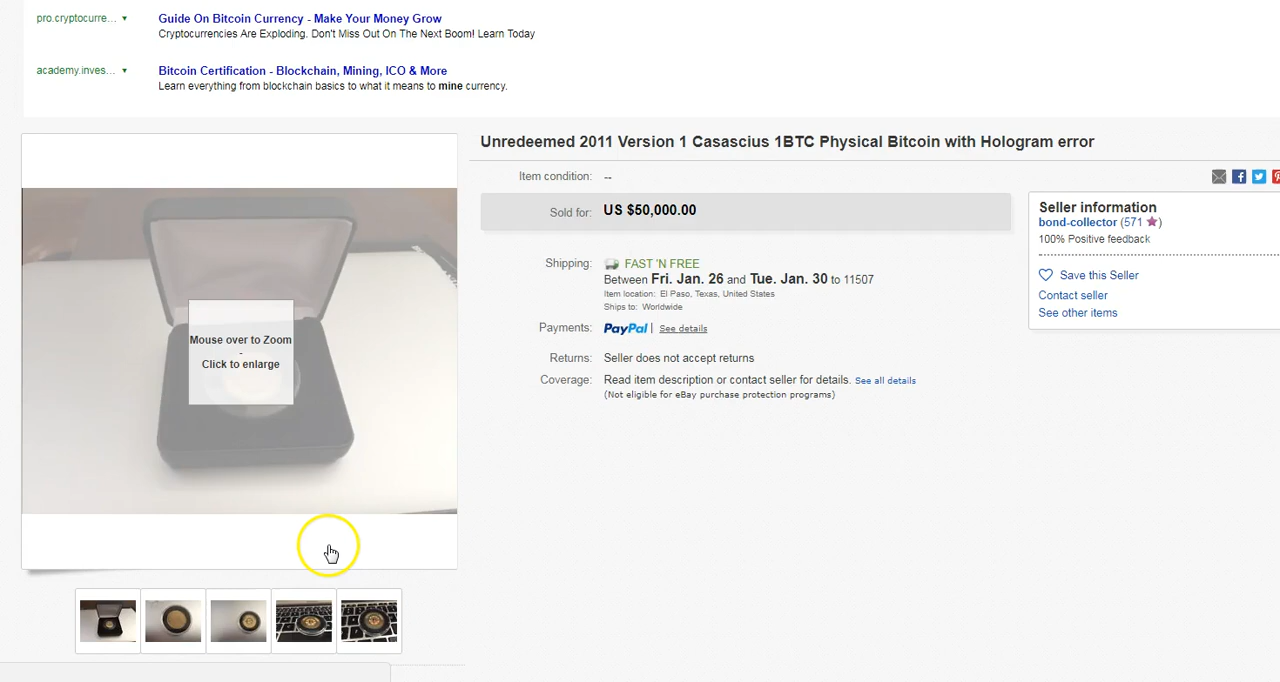 pro.cryptocurre...
Guide On Bitcoin Currency - Make Your Money Grow
Cryptocurrencies Are Exploding. Don't Miss Out On The Next Boom! Learn Today
academy.inves...
Bitcoin Certification - Blockchain, Mining, ICO & More
Learn everything from blockchain basics to what it means to mine currency.
Unredeemed 2011 Version 1 Casascius 1BTC Physical Bitcoin with Hologram error
Item condition: --
Sold for: US $50,000.00
Shipping: FAST 'N FREE
Between Fri. Jan. 26 and Tue. Jan. 30 to 11507
Item location: El Paso, Texas, United States
Ships to: Worldwide
Payments: PayPal | See details
Returns: Seller does not accept returns
Coverage: Read item description or contact seller for details. See all details
(Not eligible for eBay purchase protection programs)
Seller information
bond-collector (571 ★)
100% Positive feedback
Save this Seller
Contact seller
See other items
Mouse over to Zoom
-
Click to enlarge